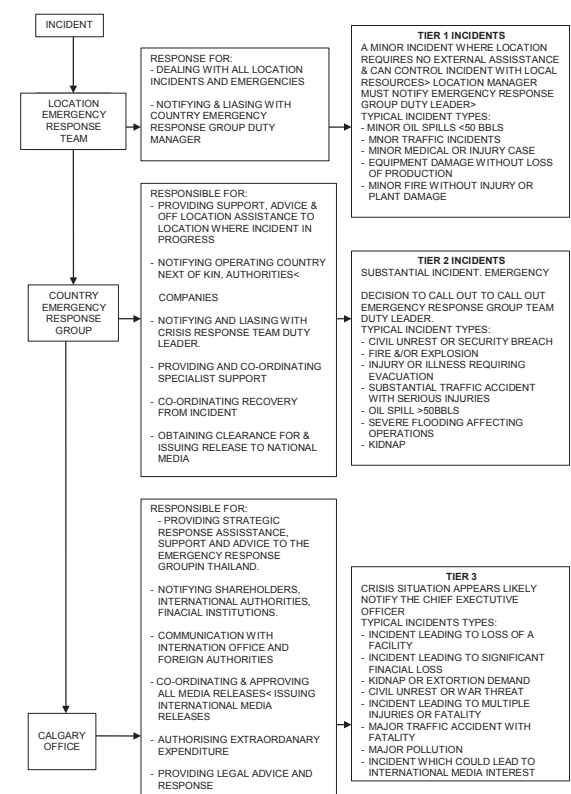 INCIDENT
LOCATION
EMERGENCY
RESPONSE
TEAM
RESPONSE FOR:
- DEALING WITH ALL LOCATION
INCIDENTS AND EMERGENCIES
- NOTIFYING & LIASING WITH
COUNTRY EMERGENCY
RESPONSE GROUP DUTY
MANAGER
TIER 1 INCIDENTS
A MINOR INCIDENT WHERE LOCATION
REQUIRES NO EXTERNAL ASSISSTANCE
& CAN CONTROL INCIDENT WITH LOCAL
RESOURCES> LOCATION MANAGER
MUST NOTIFY EMERGENCY RESPONSE
GROUP DUTY LEADER>
TYPICAL INCIDENT TYPES:
- MINOR OIL SPILLS <50 BBLS
- MNOR TRAFFIC INCIDENTS
- MINOR MEDICAL OR INJURY CASE
- EQUIPMENT DAMAGE WITHOUT LOSS
OF PRODUCTION
- MINOR FIRE WITHOUT INJURY OR
PLANT DAMAGE
COUNTRY
EMERGENCY
RESPONSE
GROUP
RESPONSIBLE FOR:
- PROVIDING SUPPORT, ADVICE &
OFF LOCATION ASSISTANCE TO
LOCATION WHERE INCIDENT IN
PROGRESS
- NOTIFYING OPERATING COUNTRY
NEXT OF KIN, AUTHORITIES<
COMPANIES
- NOTIFYING AND LIASING WITH
CRISIS RESPONSE TEAM DUTY
LEADER.
- PROVIDING AND CO-ORDINATING
SPECIALIST SUPPORT
- CO-ORDINATING RECOVERY
FROM INCIDENT
- OBTAINING CLEARANCE FOR &
ISSUING RELEASE TO NATIONAL
MEDIA
TIER 2 INCIDENTS
SUBSTANTIAL INCIDENT. EMERGENCY
DECISION TO CALL OUT TO CALL OUT
EMERGENCY RESPONSE GROUP TEAM
DUTY LEADER.
TYPICAL INCIDENT TYPES:
- CIVIL UNREST OR SECURITY BREACH
- FIRE &/OR EXPLOSION
- INJURY OR ILLNESS REQUIRING
EVACUATION
- SUBSTANTIAL TRAFFIC ACCIDENT
WITH SERIOUS INJURIES
- OIL SPILL >50BBLS
- SEVERE FLOODING AFFECTING
OPERATIONS
- KIDNAP
CALGARY
OFFICE
RESPONSIBLE FOR:
- PROVIDING STRATEGIC
RESPONSE ASSISSTANCE,
SUPPORT AND ADVICE TO THE
EMERGENCY RESPONSE
GROUPIN THAILAND.
- NOTIFYING SHAREHOLDERS,
INTERNATIONAL AUTHORITIES,
FINACIAL INSTITUTIONS.
- COMMUNICATION WITH
INTERNATION OFFICE AND
FOREIGN AUTHORITIES
-CO-ORDINATING & APPROVING
ALL MEDIA RELEASES< ISSUING
INTERNATIONAL MEDIA
RELEASES
- AUTHORISING EXTRAORDANARY
EXPENDITURE
- PROVIDING LEGAL ADVICE AND
RESPONSE
TIER 3
CRISIS SITUATION APPEARS LIKELY
NOTIFY THE CHIEF EXECTUTIVE
OFFICER
TYPICAL INCIDENTS TYPES:
- INCIDENT LEADING TO LOSS OF A
FACILITY
- INCIDENT LEADING TO SIGNIFICANT
FINACIAL LOSS
- KIDNAP OR EXTORTION DEMAND
- CIVIL UNREST OR WAR THREAT
- INCIDENT LEADING TO MULTIPLE
INJURIES OR FATALITY
- MAJOR TRAFFIC ACCIDENT WITH
FATALITY
- MAJOR POLLUTION
- INCIDENT WHICH COULD LEAD TO
INTERNATIONAL MEDIA INTEREST